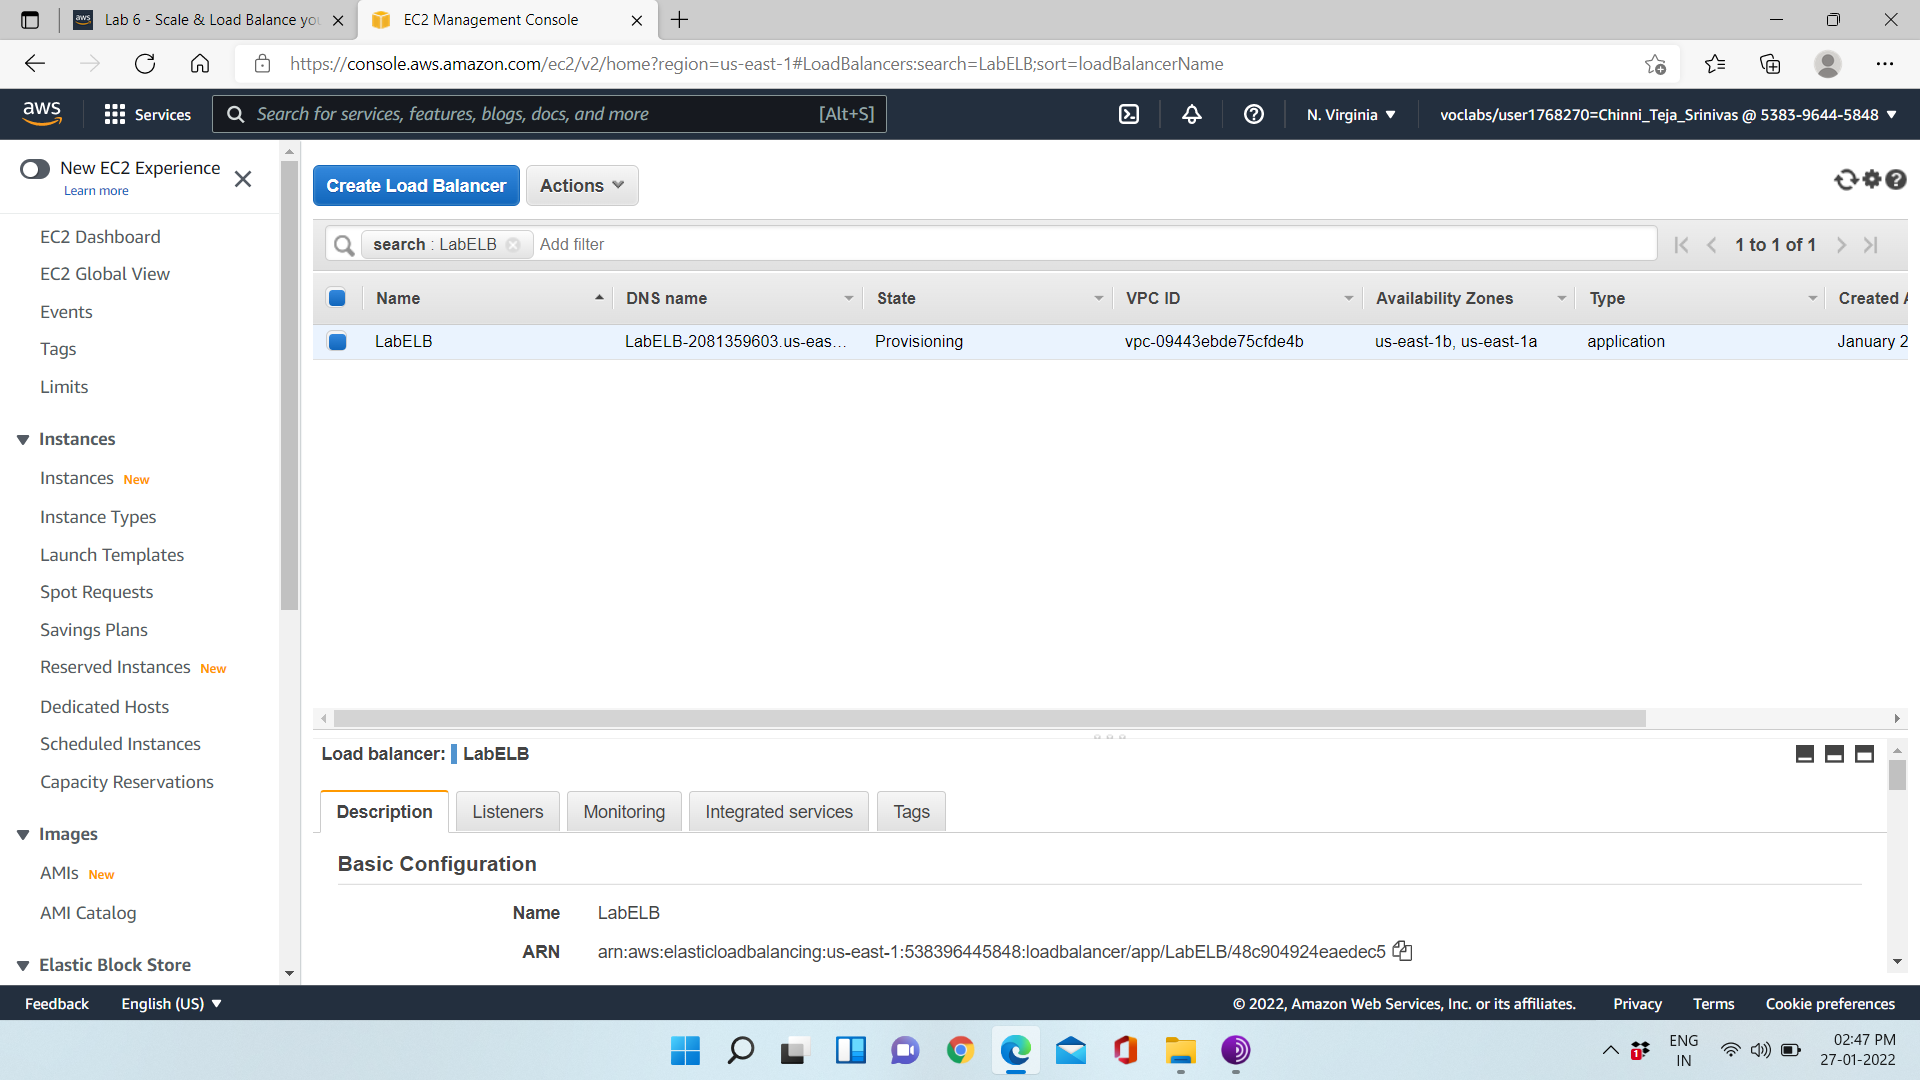 Lab 6 - Scale & Load Balance you
EC2 Management Console
https://console.aws.amazon.com/ec2/v2/home?region=us-east-1#LoadBalancers:search=LabELB;sort=loadBalancerName
aws
Services
Search for services, features, blogs, docs, and more
[Alt+S]
N. Virginia
voclabs/user1768270=Chinni_Teja_Srinivas @ 5383-9644-5848
New EC2 Experience
Learn more
EC2 Dashboard
EC2 Global View
Events
Tags
Limits
Instances
Instances New
Instance Types
Launch Templates
Spot Requests
Savings Plans
Reserved Instances New
Dedicated Hosts
Scheduled Instances
Capacity Reservations
Images
AMIs New
AMI Catalog
Elastic Block Store
Create Load Balancer
Actions
search : LabELB
Add filter
1 to 1 of 1
Name DNS name State VPC ID Availability Zones Type Created A
LabELB LabELB-2081359603.us-eas... Provisioning vpc-09443ebde75cfde4b us-east-1b, us-east-1a application January 2
Load balancer: LabELB
Description Listeners Monitoring Integrated services Tags
Basic Configuration
Name LabELB
ARN arn:aws:elasticloadbalancing:us-east-1:538396445848:loadbalancer/app/LabELB/48c904924eaedec5
Feedback English (US)
© 2022, Amazon Web Services, Inc. or its affiliates. Privacy Terms Cookie preferences
1
ENG
IN
02:47 PM
27-01-2022